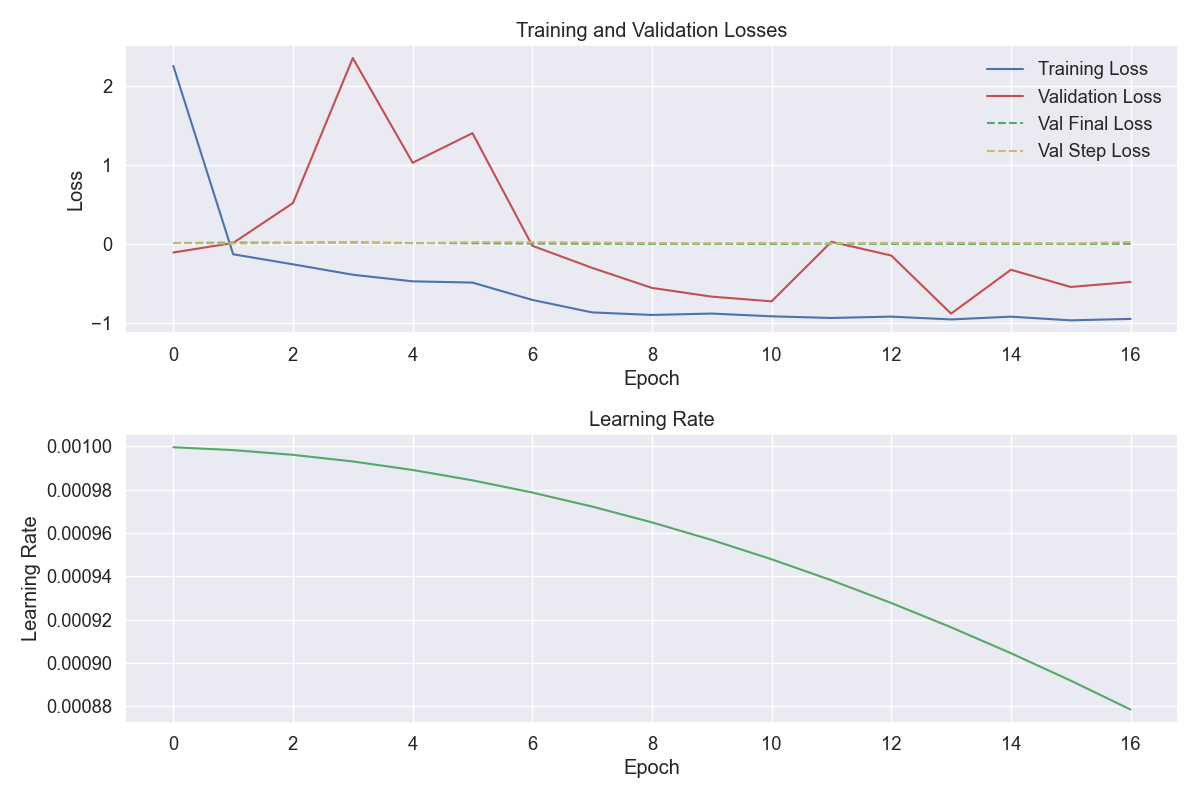 Training and Validation Losses
Loss
2
1
0
−1
Training Loss
Validation Loss
Val Final Loss
Val Step Loss
0 2 4 6 8 10 12 14 16
Epoch
Learning Rate
Learning Rate
0.00100
0.00098
0.00096
0.00094
0.00092
0.00090
0.00088
0 2 4 6 8 10 12 14 16
Epoch